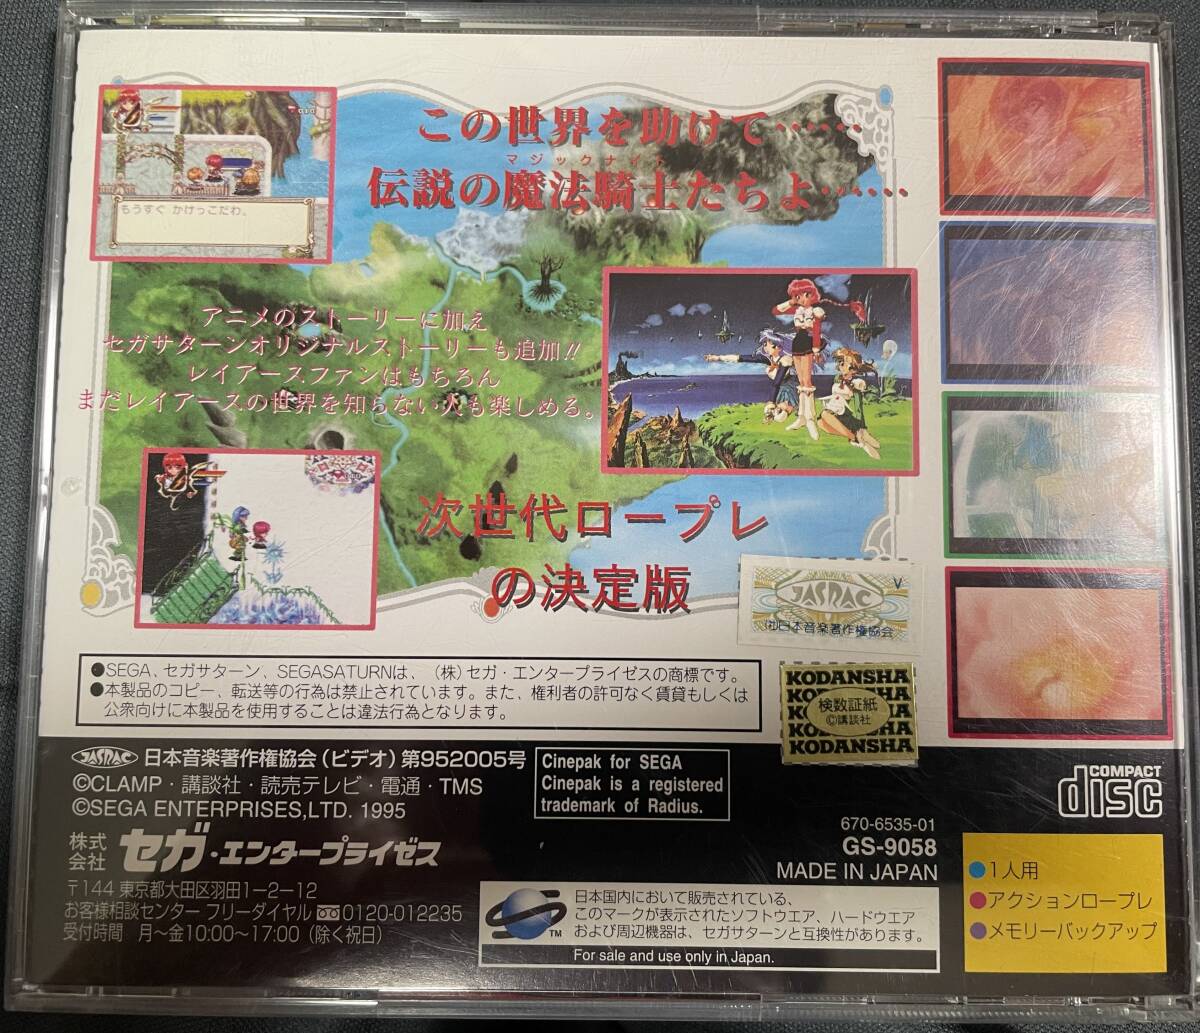 この世界を助けて‥‥‥
マジックナイト
伝説の魔法騎士たちよ‥‥‥
もうすぐ かけっこだわ。
アニメのストーリーに加え
セガサターンオリジナルストーリーも追加!!
レイアースファンはもちろん
まだレイアースの世界を知らない人も楽しめる。
次世代ロープレ
の決定版
JASRAC
V
(社)日本音楽著作権協会
●SEGA、セガサターン、SEGASATURNは、(株)セガ・エンタープライゼスの商標です。
●本製品のコピー、転送等の行為は禁止されています。また、権利者の許可なく賃貸もしくは
公衆向けに本製品を使用することは違法行為となります。
KODANSHA
検数証紙
©講談社
KODANSHA
KODANSHA
JASRAC 日本音楽著作権協会(ビデオ)第952005号
©CLAMP・講談社・読売テレビ・電通・TMS
©SEGA ENTERPRISES,LTD. 1995
Cinepak for SEGA
Cinepak is a registered
trademark of Radius.
COMPACT
disc
株式会社 セガ・エンタープライゼス
〒144 東京都大田区羽田1-2-12
お客様相談センター フリーダイヤル 0120-012235
受付時間 月〜金10:00〜17:00(除く祝日)
670-6535-01
GS-9058
MADE IN JAPAN
TM
日本国内において販売されている、
このマークが表示されたソフトウエア、ハードウエア
および周辺機器は、セガサターンと互換性があります。
For sale and use only in Japan.
●1人用
●アクションロープレ
●メモリーバックアップ